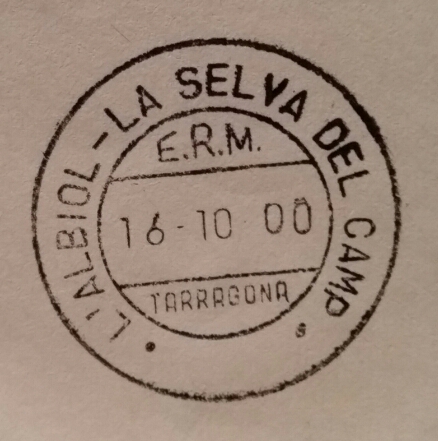 L'ALBIOL-LA SELVA DEL CAMP
E.R.M.
16-10 00
TARRAGONA